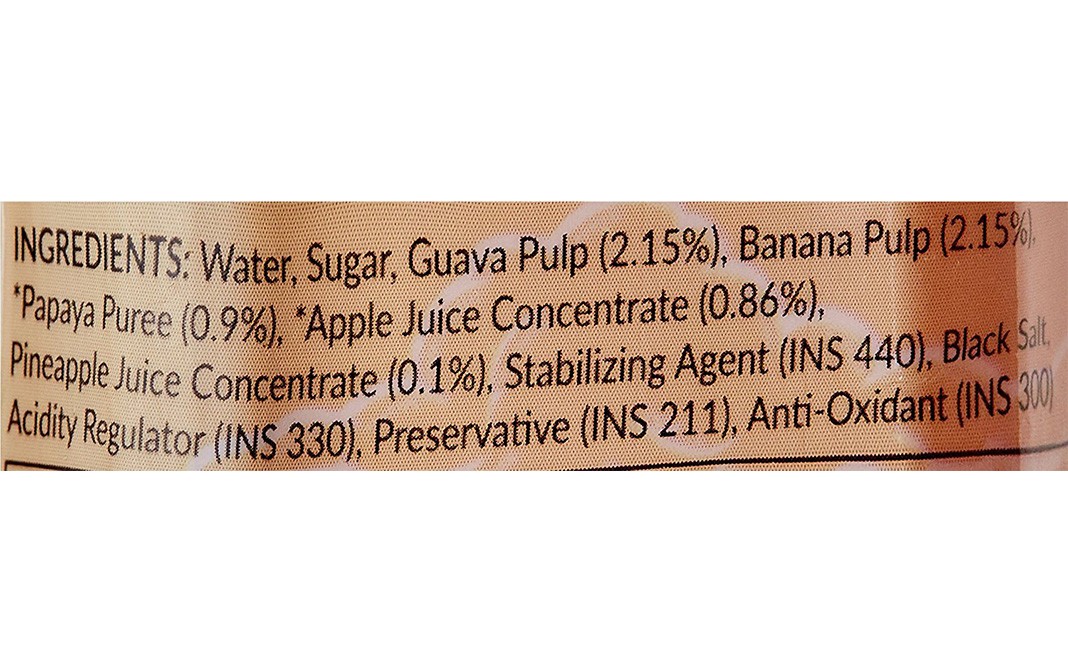 INGREDIENTS: Water, Sugar, Guava Pulp (2.15%), Banana Pulp (2.15%),
*Papaya Puree (0.9%), *Apple Juice Concentrate (0.86%),
Pineapple Juice Concentrate (0.1%), Stabilizing Agent (INS 440), Black Salt,
Acidity Regulator (INS 330), Preservative (INS 211), Anti-Oxidant (INS 300)